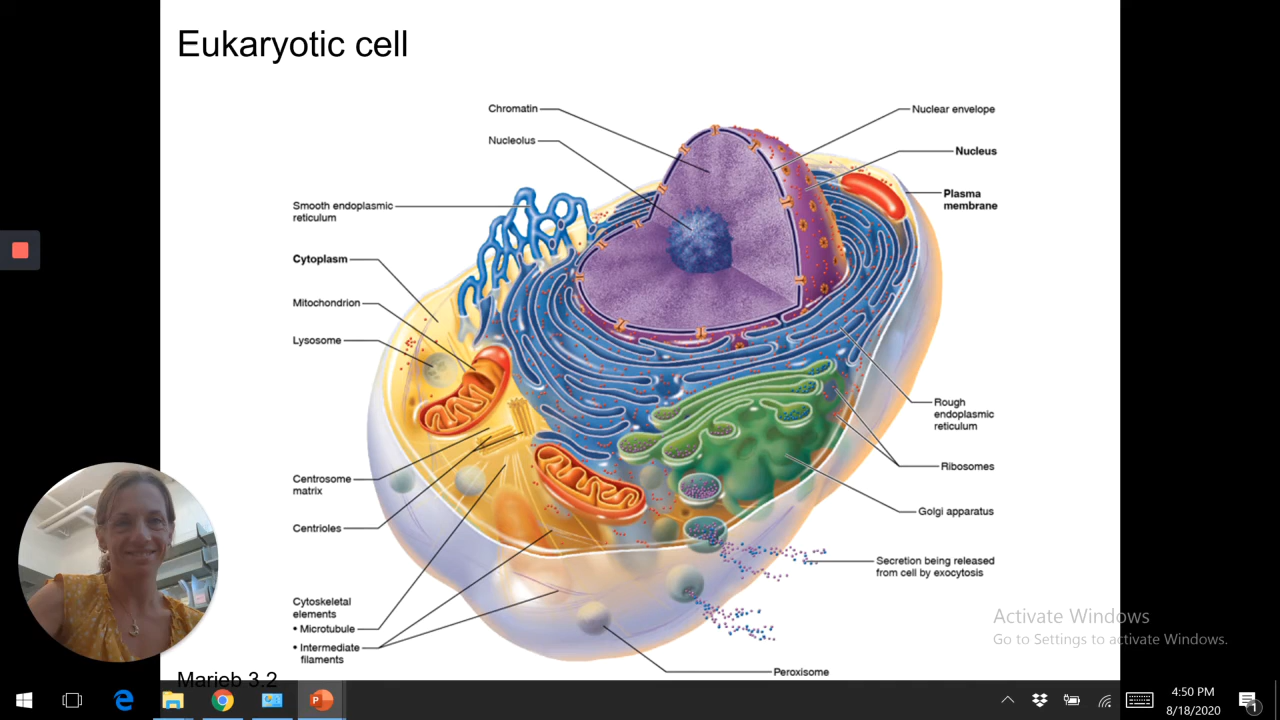 Eukaryotic cell
Chromatin
Nucleolus
Nuclear envelope
Nucleus
Plasma
membrane
Smooth endoplasmic
reticulum
Cytoplasm
Mitochondrion
Lysosome
Rough
endoplasmic
reticulum
Ribosomes
Centrosome
matrix
Centrioles
Golgi apparatus
Secretion being released
from cell by exocytosis
Cytoskeletal
elements
• Microtubule
• Intermediate
filaments
Peroxisome
Activate Windows
Go to Settings to activate Windows.
Marieb 3.2
4:50 PM
8/18/2020
1